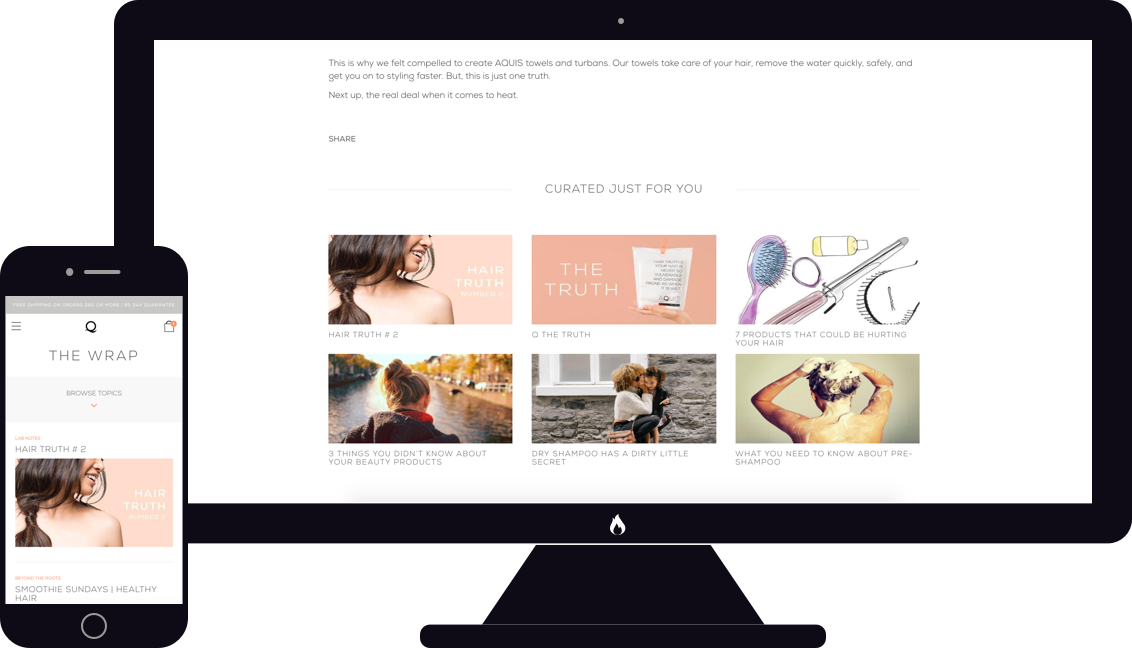 This is why we felt compelled to create AQUIS towels and turbans. Our towels take care of your hair, remove the water quickly, safely, and
get you on to styling faster. But, this is just one truth.
Next up, the real deal when it comes to heat.
SHARE
CURATED JUST FOR YOU
HAIR
TRUTH
NUMBER 2
THE
TRUTH
HAIR TRUTH # 2
Q THE TRUTH
7 PRODUCTS THAT COULD BE HURTING
YOUR HAIR
3 THINGS YOU DIDN'T KNOW ABOUT
YOUR BEAUTY PRODUCTS
DRY SHAMPOO HAS A DIRTY LITTLE
SECRET
WHAT YOU NEED TO KNOW ABOUT PRE-
SHAMPOO
FREE SHIPPING ON ORDERS $50 OR MORE | 60 DAY GUARANTEE
THE WRAP
BROWSE TOPICS
LAB NOTES
HAIR TRUTH # 2
HAIR
TRUTH
NUMBER 2
BEYOND THE ROOTS
SMOOTHIE SUNDAYS | HEALTHY
HAIR